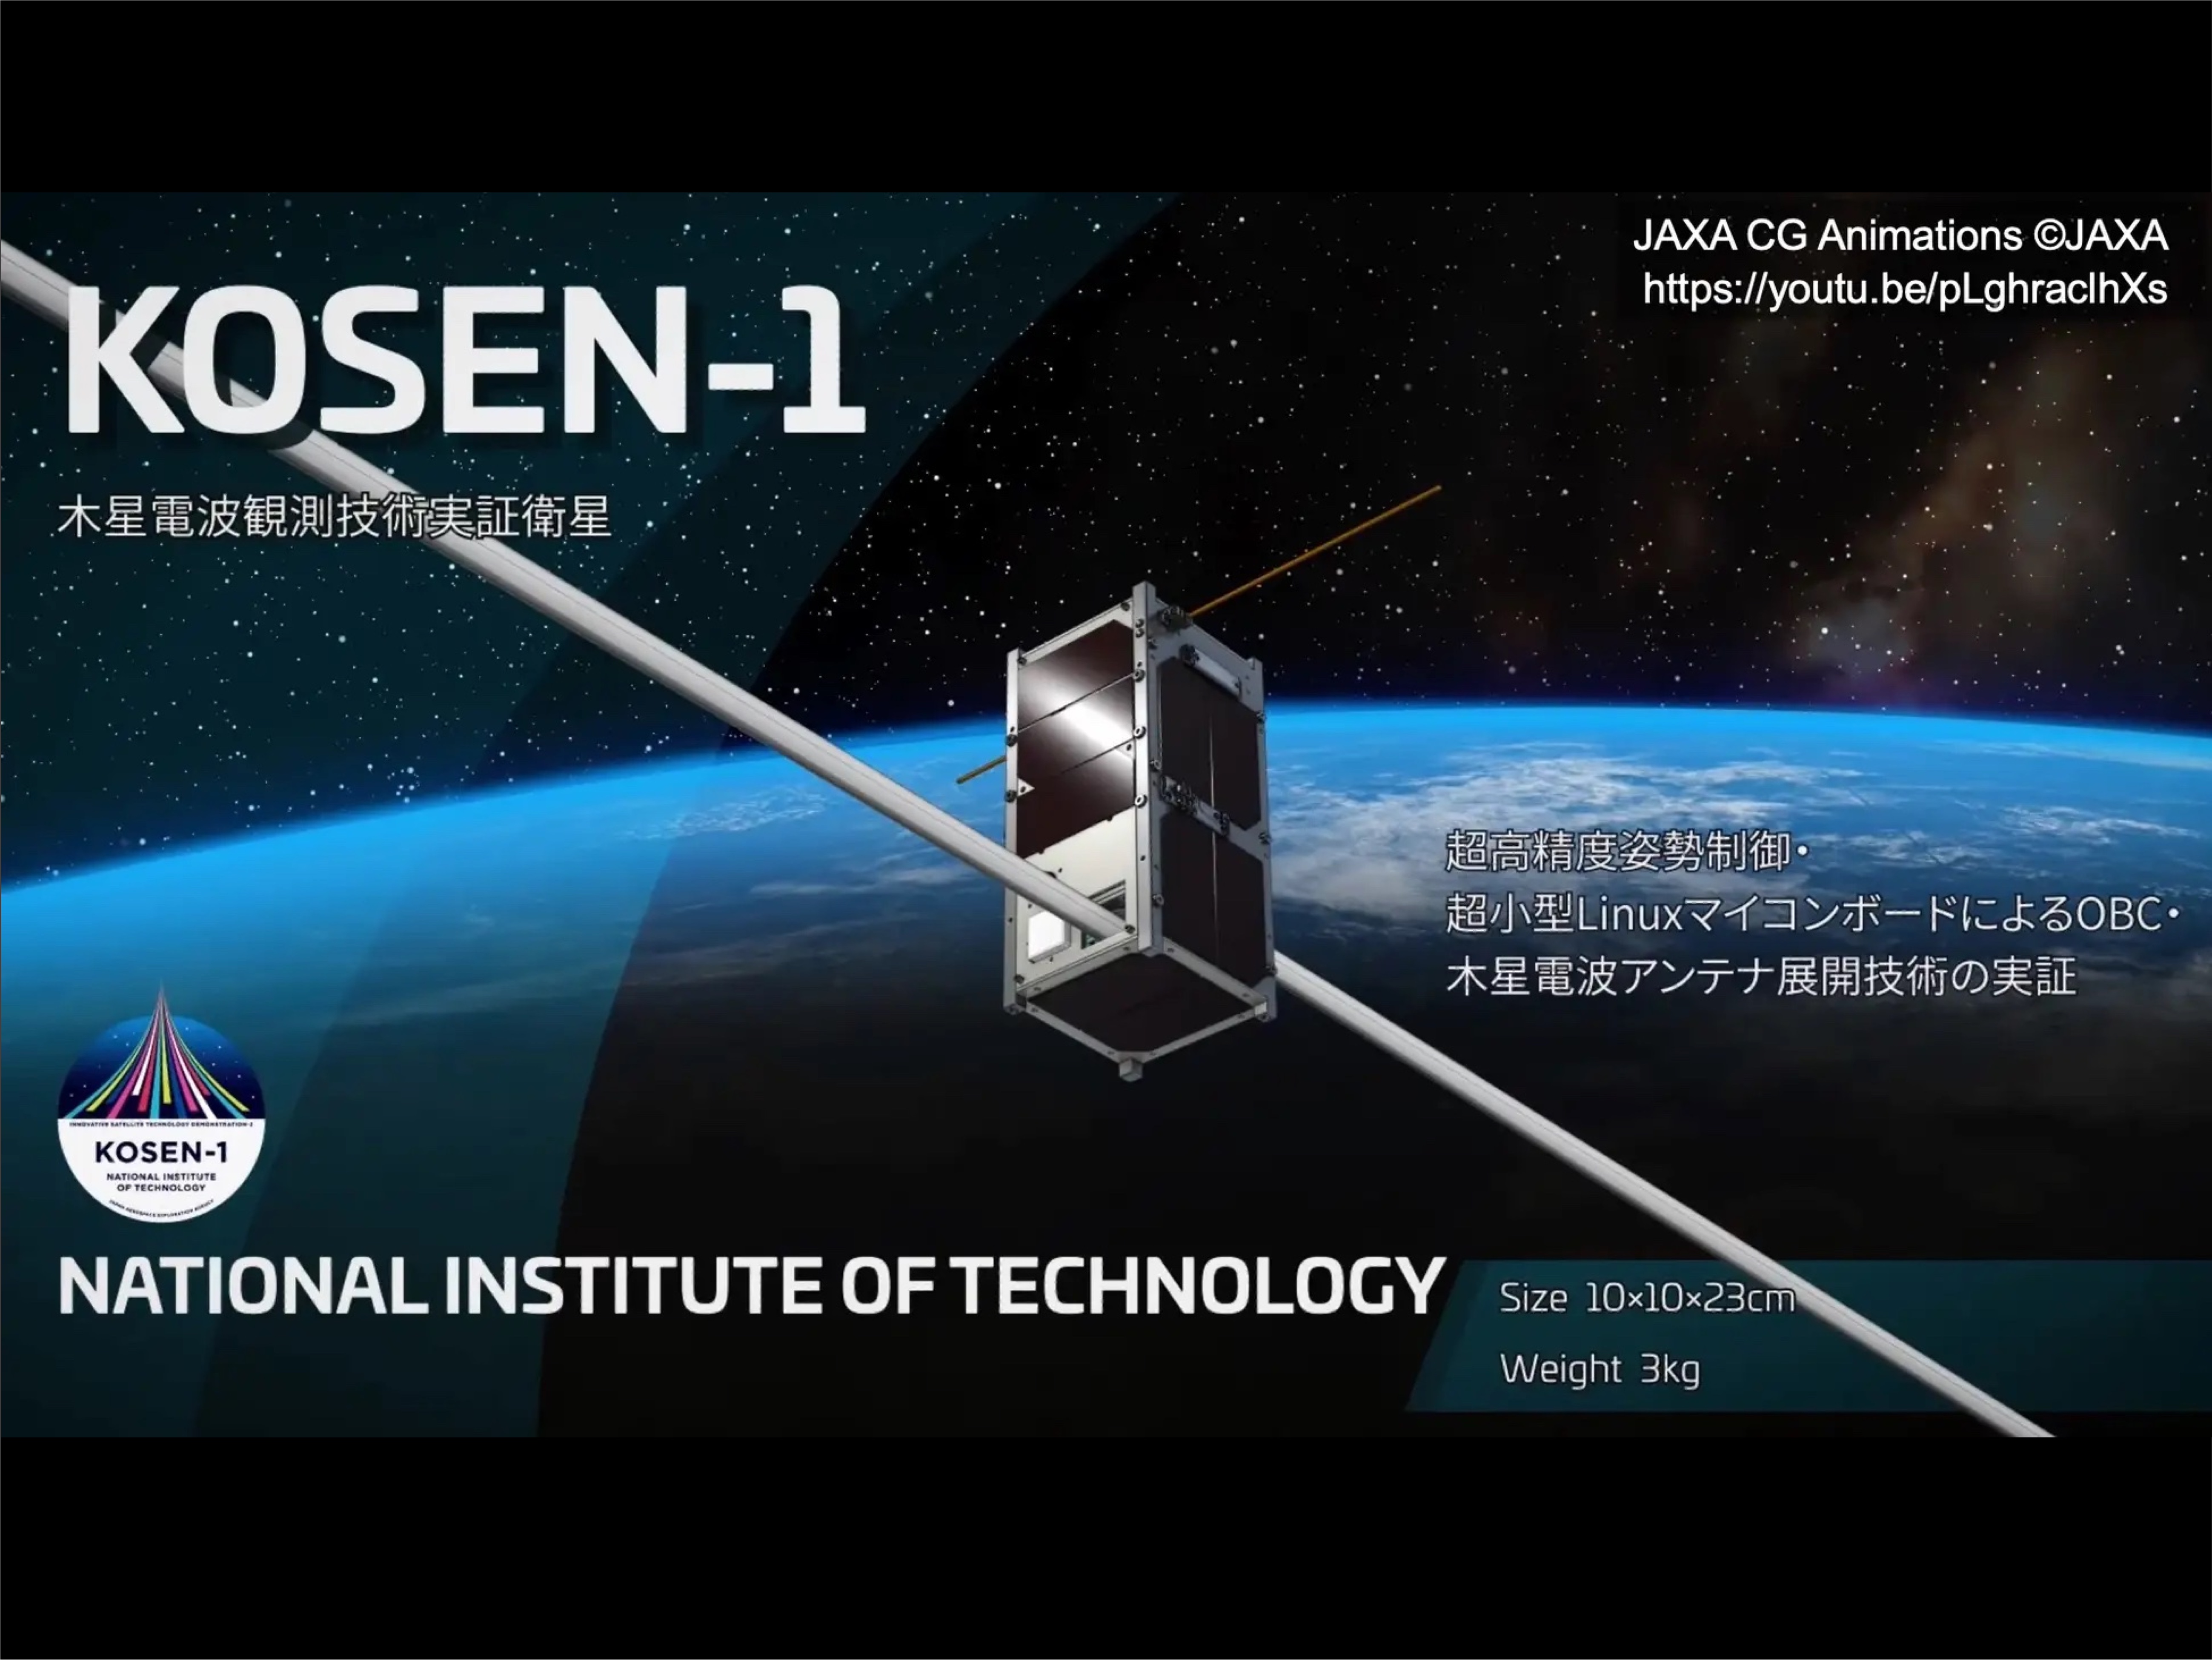 JAXA CG Animations ©JAXA
https://youtu.be/pLghraclhXs
KOSEN-1
木星電波観測技術実証衛星
超高精度姿勢制御・
超小型LinuxマイコンボードによるOBC・
木星電波アンテナ展開技術の実証
INNOVATIVE SATELLITE TECHNOLOGY DEMONSTRATION-2
KOSEN-1
NATIONAL INSTITUTE
OF TECHNOLOGY
JAPAN AEROSPACE EXPLORATION AGENCY
NATIONAL INSTITUTE OF TECHNOLOGY
Size 10×10×23cm
Weight 3kg